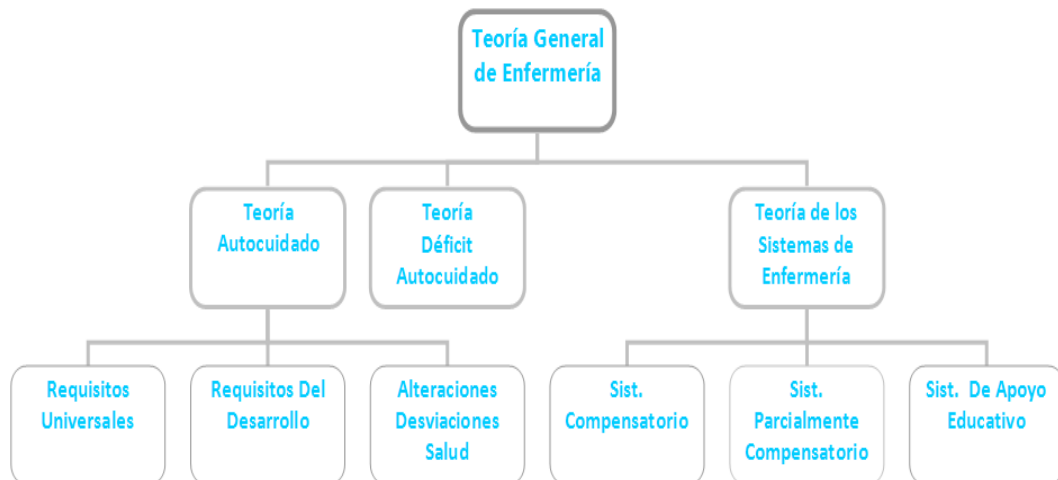 Teoría General
de Enfermería
Teoría
Autocuidado
Teoría
Déficit
Autocuidado
Teoría de los
Sistemas de
Enfermería
Requisitos
Universales
Requisitos Del
Desarrollo
Alteraciones
Desviaciones
Salud
Sist.
Compensatorio
Sist.
Parcialmente
Compensatorio
Sist. De Apoyo
Educativo